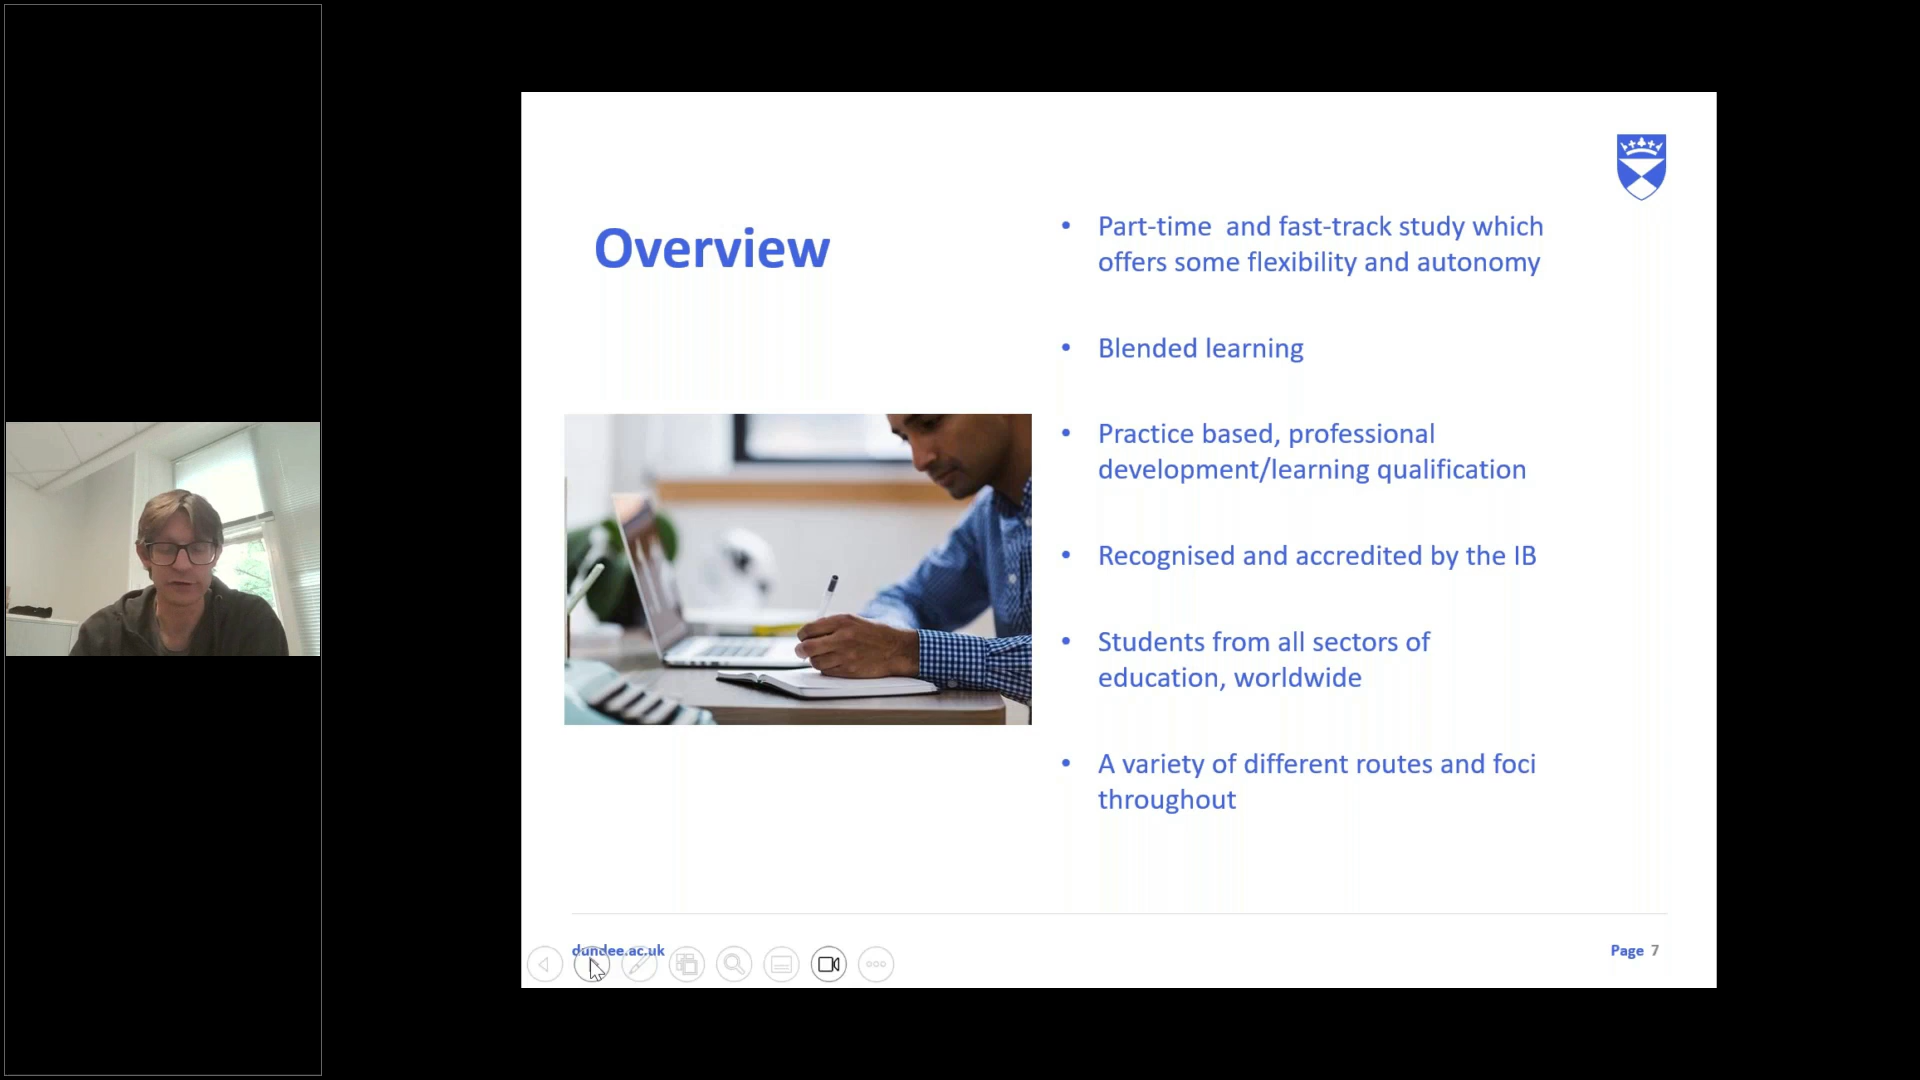 Overview
• Part-time  and fast-track study which
offers some flexibility and autonomy
• Blended learning
• Practice based, professional
development/learning qualification
• Recognised and accredited by the IB
• Students from all sectors of
education, worldwide
• A variety of different routes and foci
throughout
dundee.ac.uk
Page 7